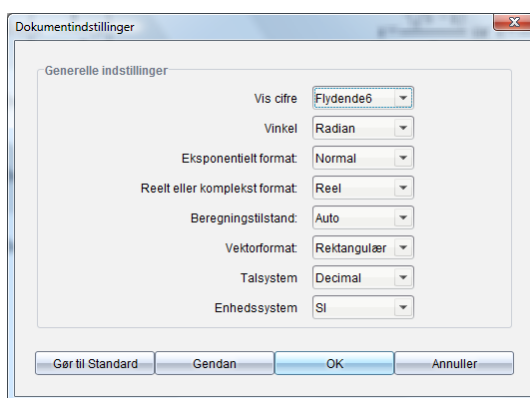 Dokumentindstillinger
Generelle indstillinger
Vis cifre Flydende6
Vinkel Radian
Eksponentielt format: Normal
Reelt eller komplekst format: Reel
Beregningstilstand: Auto
Vektorformat: Rektangulær
Talsystem Decimal
Enhedssystem SI
Gør til Standard Gendan OK Annuller